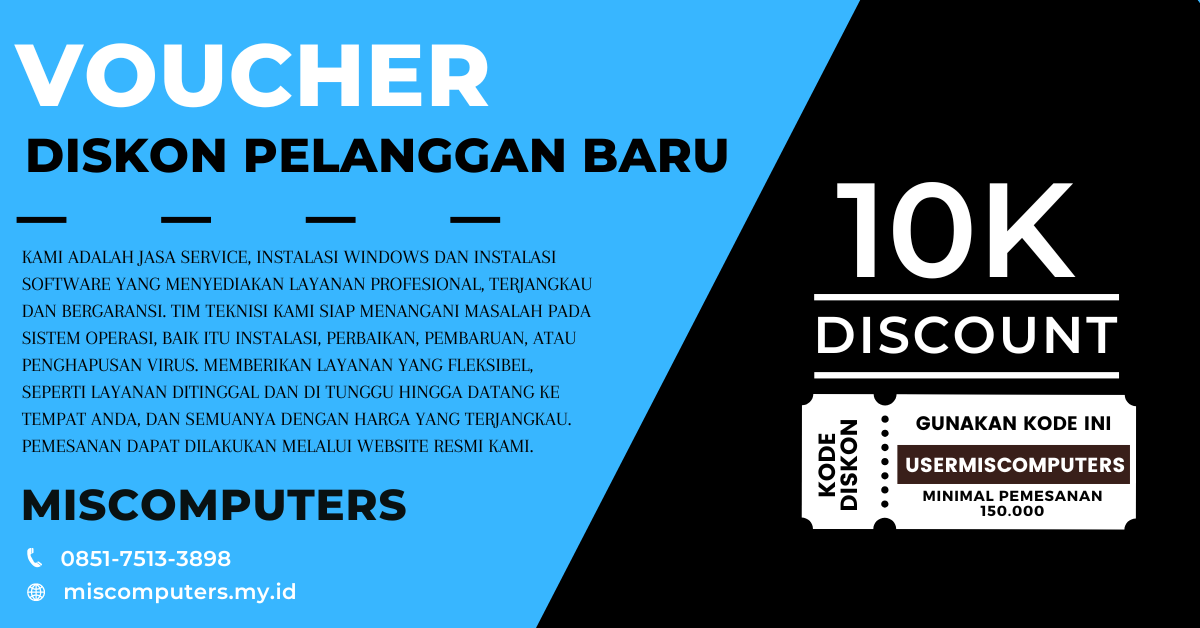 VOUCHER
DISKON PELANGGAN BARU
KAMI ADALAH JASA SERVICE, INSTALASI WINDOWS DAN INSTALASI
SOFTWARE YANG MENYEDIAKAN LAYANAN PROFESIONAL, TERJANGKAU
DAN BERGARANSI. TIM TEKNISI KAMI SIAP MENANGANI MASALAH PADA
SISTEM OPERASI, BAIK ITU INSTALASI, PERBAIKAN, PEMBARUAN, ATAU
PENGHAPUSAN VIRUS. MEMBERIKAN LAYANAN YANG FLEKSIBEL,
SEPERTI LAYANAN DITINGGAL DAN DI TUNGGU HINGGA DATANG KE
TEMPAT ANDA, DAN SEMUANYA DENGAN HARGA YANG TERJANGKAU.
PEMESANAN DAPAT DILAKUKAN MELALUI WEBSITE RESMI KAMI.
MISCOMPUTERS
0851-7513-3898
miscomputers.my.id
10K
DISCOUNT
KODE
DISKON
GUNAKAN KODE INI
USERMISCOMPUTERS
MINIMAL PEMESANAN
150.000